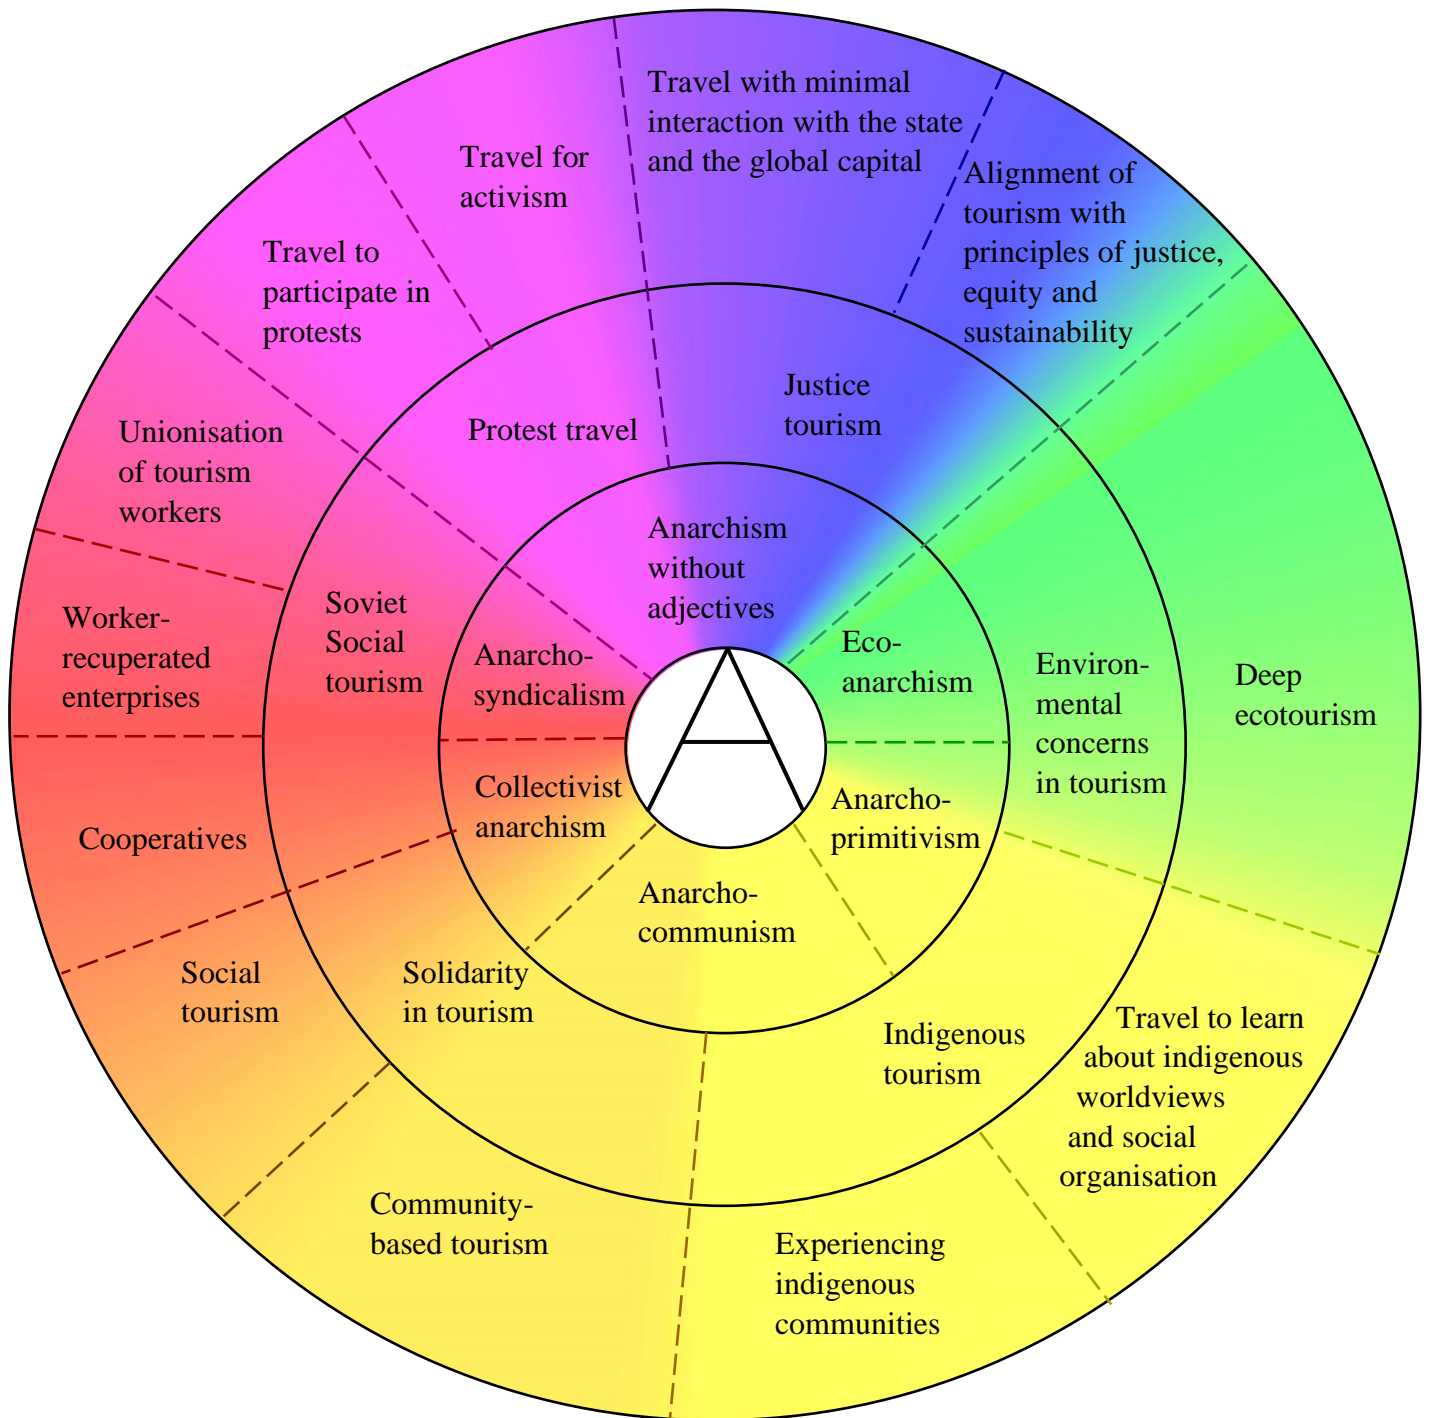 Travel with minimal
interaction with the state
and the global capital
Alignment of
tourism with
principles of justice,
equity and
sustainability
Travel for
activism
Travel to
participate in
protests
Unionisation
of tourism
workers
Worker-
recuperated
enterprises
Cooperatives
Social
tourism
Community-
based tourism
Experiencing
indigenous
communities
Travel to learn
about indigenous
worldviews
and social
organisation
Deep
ecotourism
Justice
tourism
Protest travel
Soviet
Social
tourism
Solidarity
in tourism
Indigenous
tourism
Environ-
mental
concerns
in tourism
Anarchism
without
adjectives
Anarcho-
syndicalism
Collectivist
anarchism
Anarcho-
communism
Anarcho-
primitivism
Eco-
anarchism
A